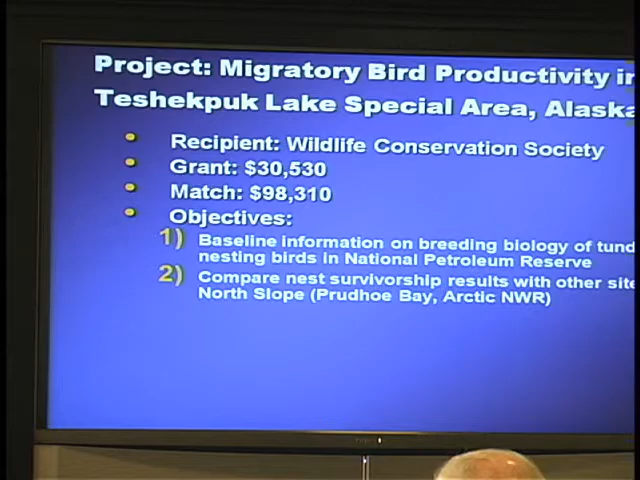 Project: Migratory Bird Productivity in
Teshekpuk Lake Special Area, Alaska
Recipient: Wildlife Conservation Society
Grant: $30,530
Match: $98,310
Objectives:
1) Baseline information on breeding biology of tund
nesting birds in National Petroleum Reserve
2) Compare nest survivorship results with other site
North Slope (Prudhoe Bay, Arctic NWR)